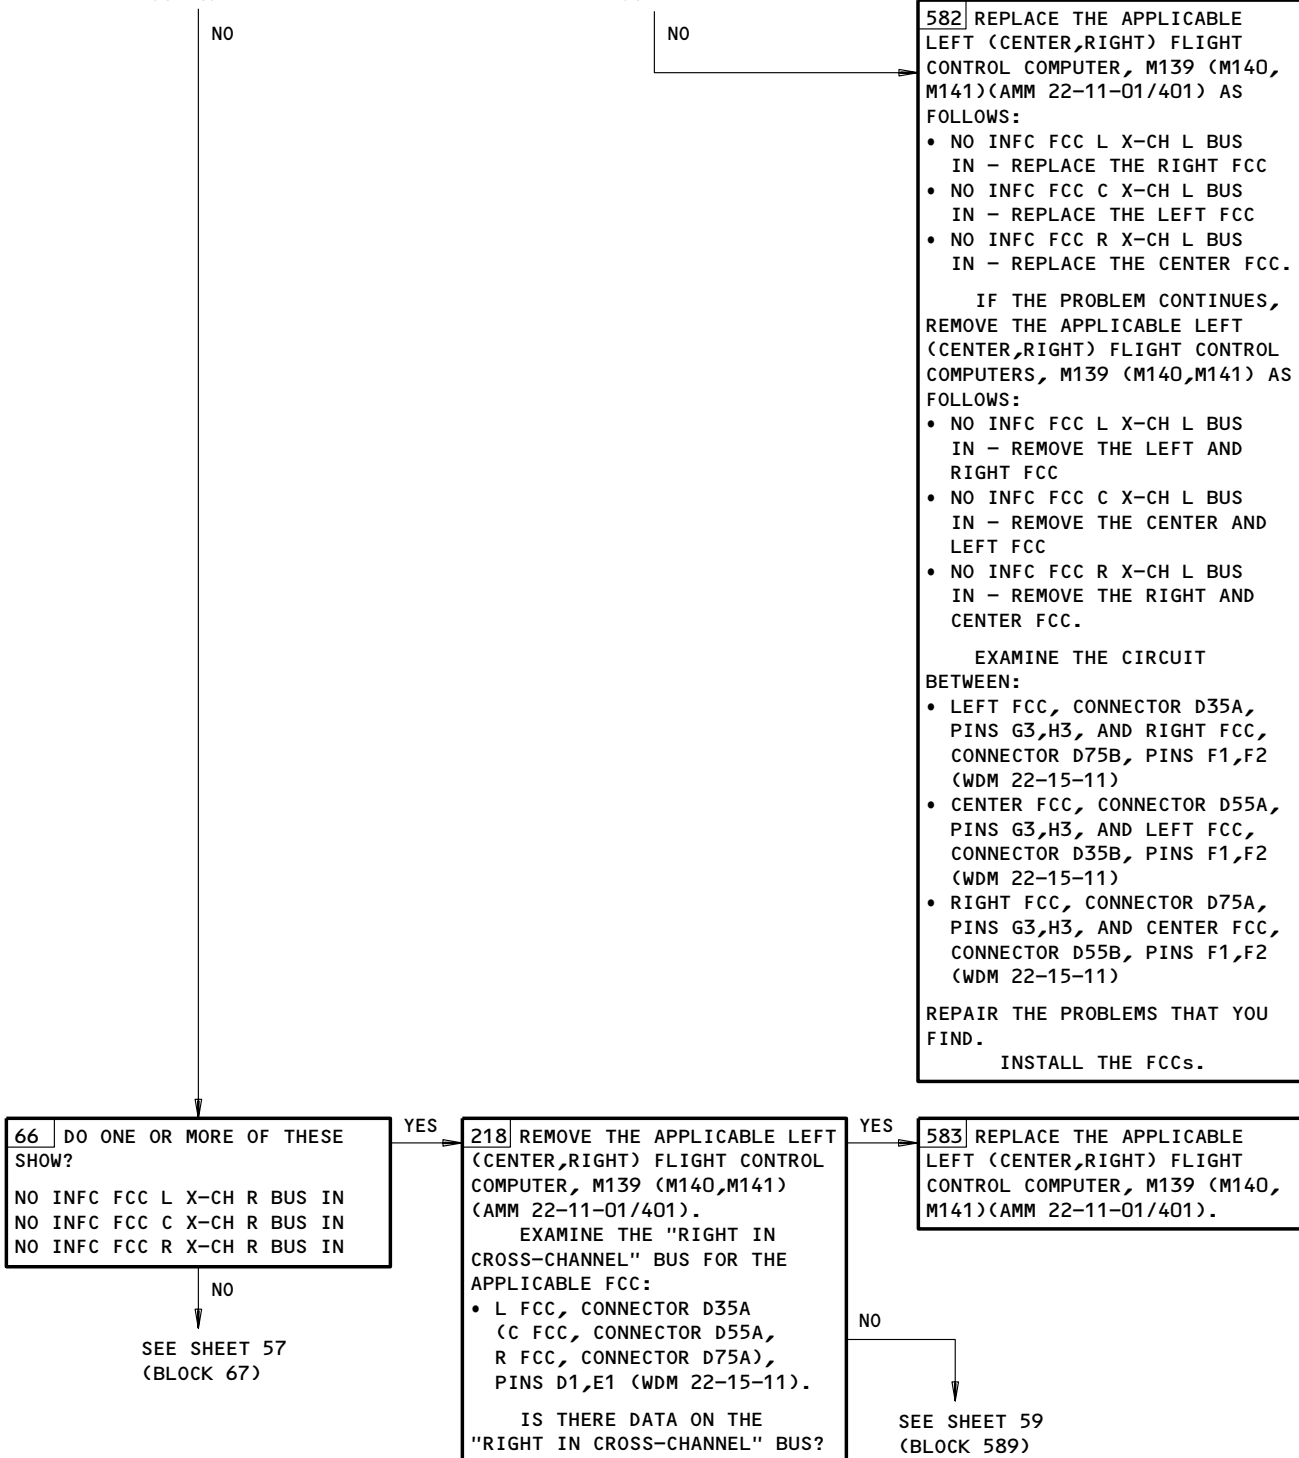 NO
NO
582 REPLACE THE APPLICABLE
LEFT (CENTER,RIGHT) FLIGHT
CONTROL COMPUTER, M139 (M140,
M141)(AMM 22-11-01/401) AS
FOLLOWS:
• NO INFC FCC L X-CH L BUS
IN - REPLACE THE RIGHT FCC
• NO INFC FCC C X-CH L BUS
IN - REPLACE THE LEFT FCC
• NO INFC FCC R X-CH L BUS
IN - REPLACE THE CENTER FCC.
IF THE PROBLEM CONTINUES,
REMOVE THE APPLICABLE LEFT
(CENTER,RIGHT) FLIGHT CONTROL
COMPUTERS, M139 (M140,M141) AS
FOLLOWS:
• NO INFC FCC L X-CH L BUS
IN - REMOVE THE LEFT AND
RIGHT FCC
• NO INFC FCC C X-CH L BUS
IN - REMOVE THE CENTER AND
LEFT FCC
• NO INFC FCC R X-CH L BUS
IN - REMOVE THE RIGHT AND
CENTER FCC.
EXAMINE THE CIRCUIT
BETWEEN:
• LEFT FCC, CONNECTOR D35A,
PINS G3,H3, AND RIGHT FCC,
CONNECTOR D75B, PINS F1,F2
(WDM 22-15-11)
• CENTER FCC, CONNECTOR D55A,
PINS G3,H3, AND LEFT FCC,
CONNECTOR D35B, PINS F1,F2
(WDM 22-15-11)
• RIGHT FCC, CONNECTOR D75A,
PINS G3,H3, AND CENTER FCC,
CONNECTOR D55B, PINS F1,F2
(WDM 22-15-11)
REPAIR THE PROBLEMS THAT YOU
FIND.
INSTALL THE FCCs.
66 DO ONE OR MORE OF THESE
SHOW?
NO INFC FCC L X-CH R BUS IN
NO INFC FCC C X-CH R BUS IN
NO INFC FCC R X-CH R BUS IN
YES
NO
SEE SHEET 57
(BLOCK 67)
218 REMOVE THE APPLICABLE LEFT
(CENTER,RIGHT) FLIGHT CONTROL
COMPUTER, M139 (M140,M141)
(AMM 22-11-01/401).
EXAMINE THE "RIGHT IN
CROSS-CHANNEL" BUS FOR THE
APPLICABLE FCC:
• L FCC, CONNECTOR D35A
(C FCC, CONNECTOR D55A,
R FCC, CONNECTOR D75A),
PINS D1,E1 (WDM 22-15-11).
IS THERE DATA ON THE
"RIGHT IN CROSS-CHANNEL" BUS?
YES
583 REPLACE THE APPLICABLE
LEFT (CENTER,RIGHT) FLIGHT
CONTROL COMPUTER, M139 (M140,
M141)(AMM 22-11-01/401).
NO
SEE SHEET 59
(BLOCK 589)